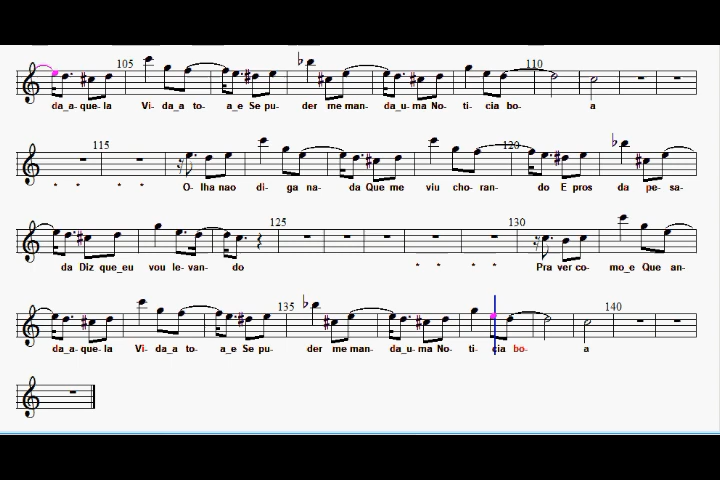 105 110
da_a- que- la Vi- da_a to- a_e Se pu- der me man- da_u- ma No- ti- cia bo- a
115 120
* * * * O- lha nao di- ga na- da Que me viu cho- ran- do E pros da pe- sa-
125 130
da Diz que_eu vou le- van- do * * * * Pra ver co- mo_e Que an-
135 140
da_a- que- la Vi- da_a to- a_e Se pu- der me man- da_u- ma No- ti- cia bo- a